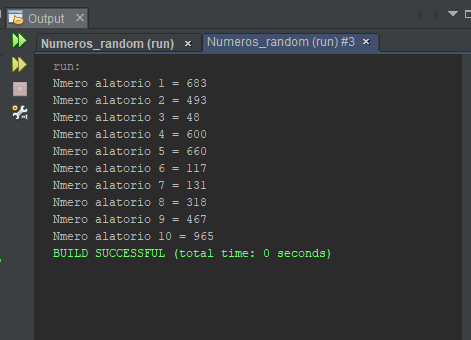 Output
Numeros_random (run) Numeros_random (run) #3
run:
Nmero alatorio 1 = 683
Nmero alatorio 2 = 493
Nmero alatorio 3 = 48
Nmero alatorio 4 = 600
Nmero alatorio 5 = 660
Nmero alatorio 6 = 117
Nmero alatorio 7 = 131
Nmero alatorio 8 = 318
Nmero alatorio 9 = 467
Nmero alatorio 10 = 965
BUILD SUCCESSFUL (total time: 0 seconds)